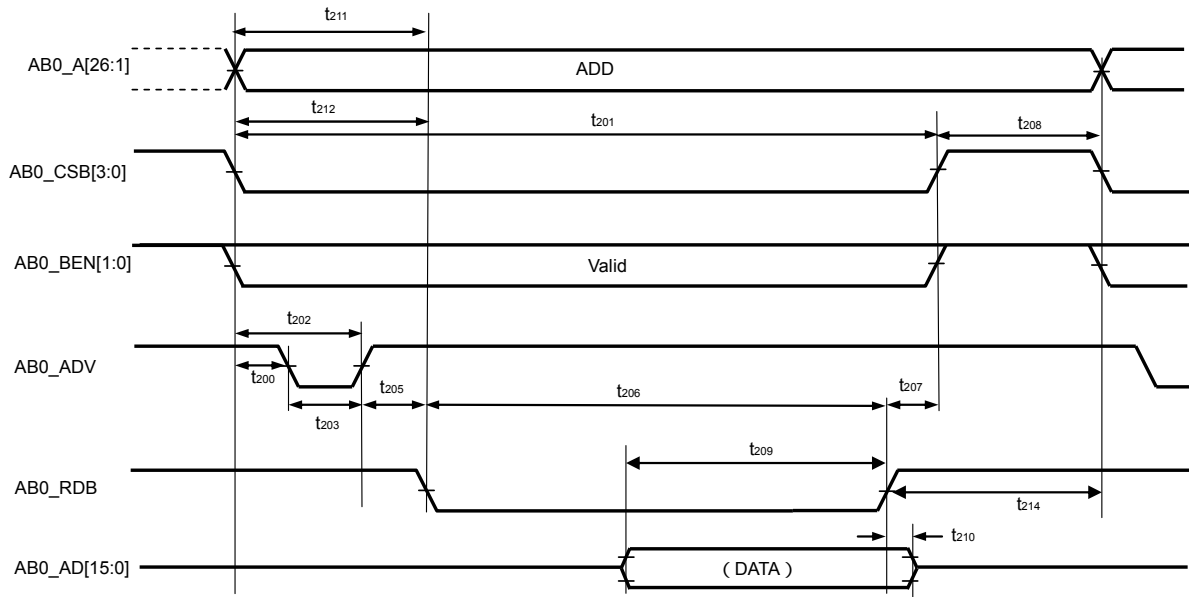 t211
AB0_A[26:1]
ADD
t212
t201
t208
AB0_CSB[3:0]
AB0_BEN[1:0]
Valid
t202
AB0_ADV
t200
t205
t206
t207
t203
t209
AB0_RDB
t214
t210
AB0_AD[15:0]
( DATA )